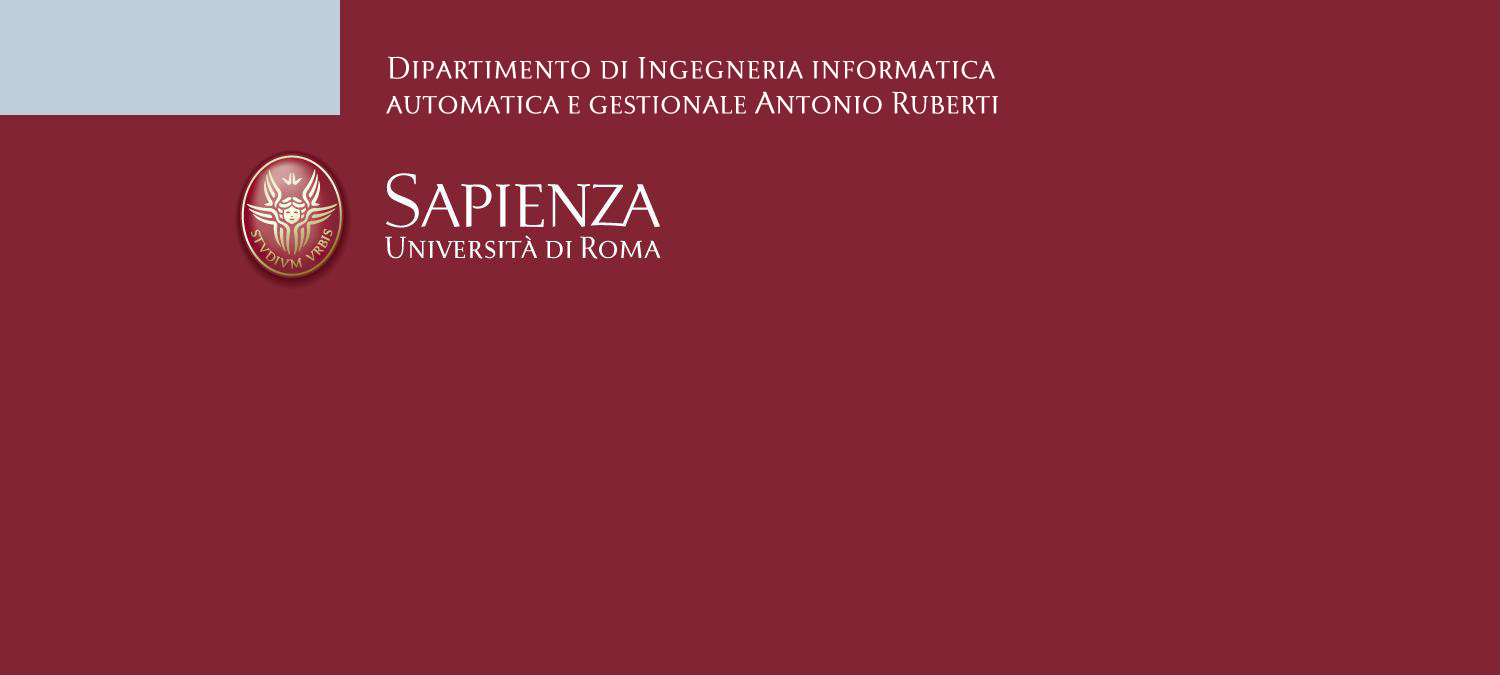 Dipartimento di Ingegneria informatica
automatica e gestionale Antonio Ruberti
Sapienza
Università di Roma
STVDIVM VRBIS